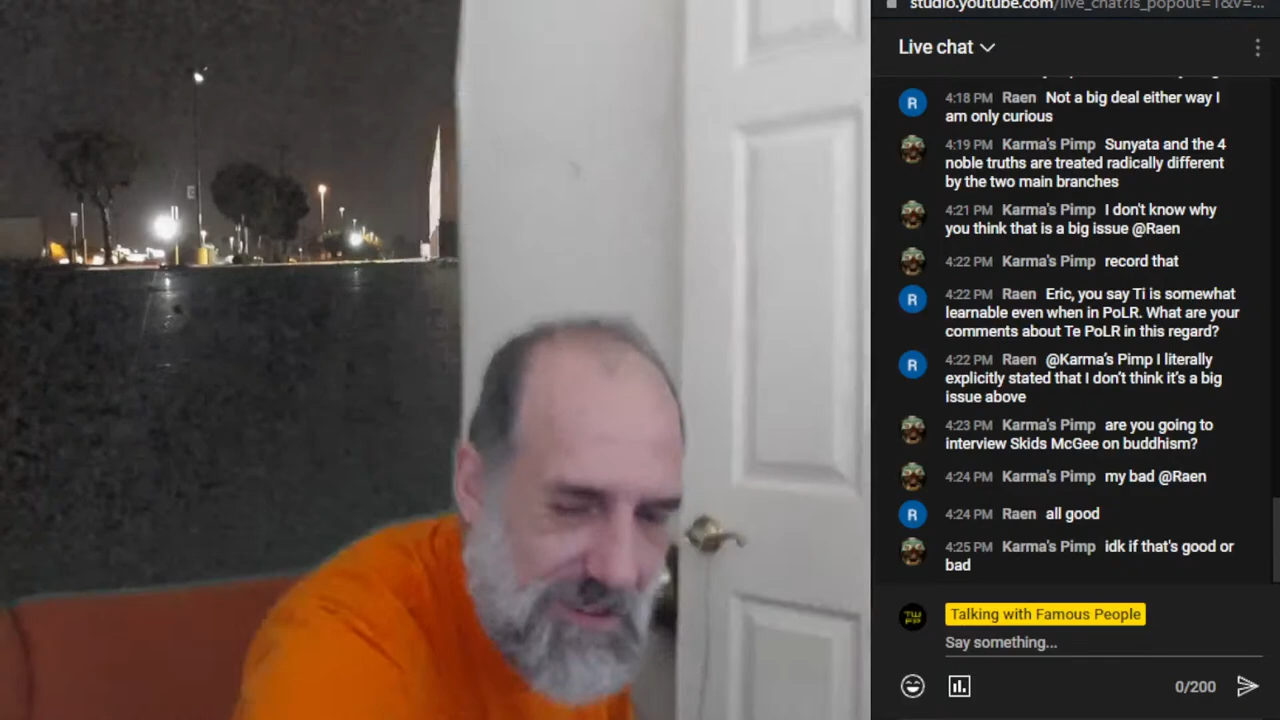 studio.youtube.com/live_chat?is_popout=1&v=...
Live chat
4:18 PM Raen Not a big deal either way I
am only curious
4:19 PM Karma's Pimp Sunyata and the 4
noble truths are treated radically different
by the two main branches
4:21 PM Karma's Pimp I don't know why
you think that is a big issue @Raen
4:22 PM Karma's Pimp record that
4:22 PM Raen Eric, you say Ti is somewhat
learnable even when in PoLR. What are your
comments about Te PoLR in this regard?
4:22 PM Raen @Karma's Pimp I literally
explicitly stated that I don't think it's a big
issue above
4:23 PM Karma's Pimp are you going to
interview Skids McGee on buddhism?
4:24 PM Karma's Pimp my bad @Raen
4:24 PM Raen all good
4:25 PM Karma's Pimp idk if that's good or
bad
Talking with Famous People
Say something...
0/200